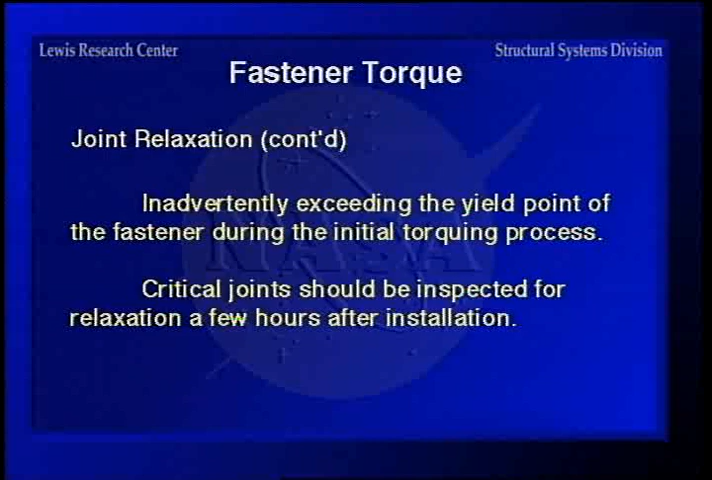 Lewis Research Center
Structural Systems Division
Fastener Torque
Joint Relaxation (cont'd)
Inadvertently exceeding the yield point of
the fastener during the initial torquing process.
Critical joints should be inspected for
relaxation a few hours after installation.
NASA